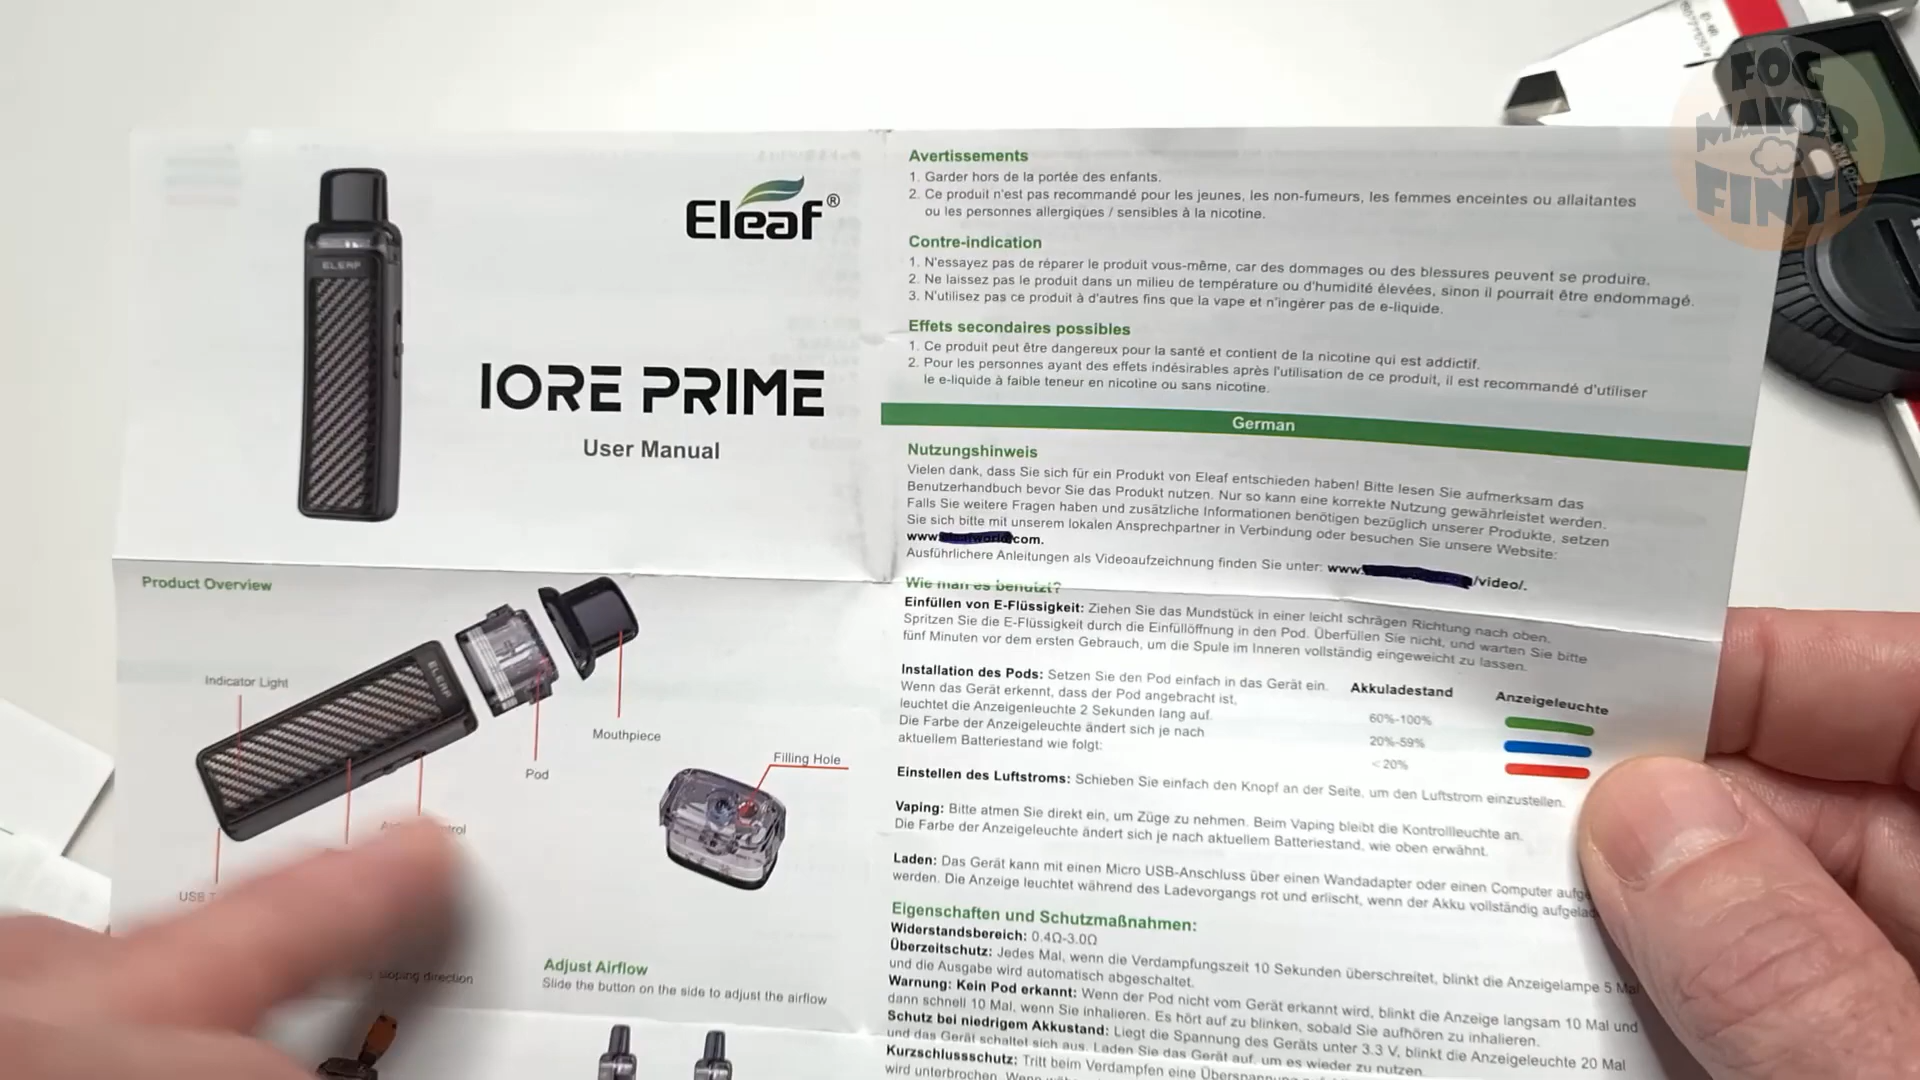 FOG
MAKER
FINTI
Eleaf®
ELEAF
IORE PRIME
User Manual
Product Overview
Indicator Light
ELEAF
Mouthpiece
Pod
Filling Hole
USB
sloping direction
Adjust Airflow
Slide the button on the side to adjust the airflow
Avertissements
1. Garder hors de la portée des enfants.
2. Ce produit n'est pas recommandé pour les jeunes, les non-fumeurs, les femmes enceintes ou allaitantes
ou les personnes allergiques / sensibles à la nicotine.
Contre-indication
1. N'essayez pas de réparer le produit vous-même, car des dommages ou des blessures peuvent se produire.
2. Ne laissez pas le produit dans un milieu de température ou d'humidité élevées, sinon il pourrait être endommagé.
3. N'utilisez pas ce produit à d'autres fins que la vape et n'ingérer pas de e-liquide.
Effets secondaires possibles
1. Ce produit peut être dangereux pour la santé et contient de la nicotine qui est addictif.
2. Pour les personnes ayant des effets indésirables après l'utilisation de ce produit, il est recommandé d'utiliser
le e-liquide à faible teneur en nicotine ou sans nicotine.
German
Nutzungshinweis
Vielen dank, dass Sie sich für ein Produkt von Eleaf entschieden haben! Bitte lesen Sie aufmerksam das
Benutzerhandbuch bevor Sie das Produkt nutzen. Nur so kann eine korrekte Nutzung gewährleistet werden.
Falls Sie weitere Fragen haben und zusätzliche Informationen benötigen bezüglich unserer Produkte, setzen
Sie sich bitte mit unserem lokalen Ansprechpartner in Verbindung oder besuchen Sie unsere Website:
www. com.
Ausführlichere Anleitungen als Videoaufzeichnung finden Sie unter: www. /video/.
Wie man es benutzt?
Einfüllen von E-Flüssigkeit: Ziehen Sie das Mundstück in einer leicht schrägen Richtung nach oben.
Spritzen Sie die E-Flüssigkeit durch die Einfüllöffnung in den Pod. Überfüllen Sie nicht, und warten Sie bitte
fünf Minuten vor dem ersten Gebrauch, um die Spule im Inneren vollständig eingeweicht zu lassen.
Installation des Pods: Setzen Sie den Pod einfach in das Gerät ein.
Wenn das Gerät erkennt, dass der Pod angebracht ist,
leuchtet die Anzeigenleuchte 2 Sekunden lang auf.
Die Farbe der Anzeigeleuchte ändert sich je nach
aktuellem Batteriestand wie folgt:
Akkuladestand Anzeigeleuchte
60%-100%
20%-59%
<20%
Einstellen des Luftstroms: Schieben Sie einfach den Knopf an der Seite, um den Luftstrom einzustellen.
Vaping: Bitte atmen Sie direkt ein, um Züge zu nehmen. Beim Vaping bleibt die Kontrollleuchte an.
Die Farbe der Anzeigeleuchte ändert sich je nach aktuellem Batteriestand, wie oben erwähnt.
Laden: Das Gerät kann mit einen Micro USB-Anschluss über einen Wandadapter oder einen Computer aufge
werden. Die Anzeige leuchtet während des Ladevorgangs rot und erlischt, wenn der Akku vollständig aufgelad
Eigenschaften und Schutzmaßnahmen:
Widerstandsbereich: 0.4Ω-3.0Ω
Überzeitschutz: Jedes Mal, wenn die Verdampfungszeit 10 Sekunden überschreitet, blinkt die Anzeigelampe 5 Mal
und die Ausgabe wird automatisch abgeschaltet.
Warnung: Kein Pod erkannt: Wenn der Pod nicht vom Gerät erkannt wird, blinkt die Anzeige langsam 10 Mal und
dann schnell 10 Mal, wenn Sie inhalieren. Es hört auf zu blinken, sobald Sie aufhören zu inhalieren.
Schutz bei niedrigem Akkustand: Liegt die Spannung des Geräts unter 3.3 V, blinkt die Anzeigeleuchte 20 Mal
und das Gerät schaltet sich aus. Laden Sie das Gerät auf, um es wieder zu nutzen.
Kurzschlussschutz: Tritt beim Verdampfen eine
wird unterbrochen.